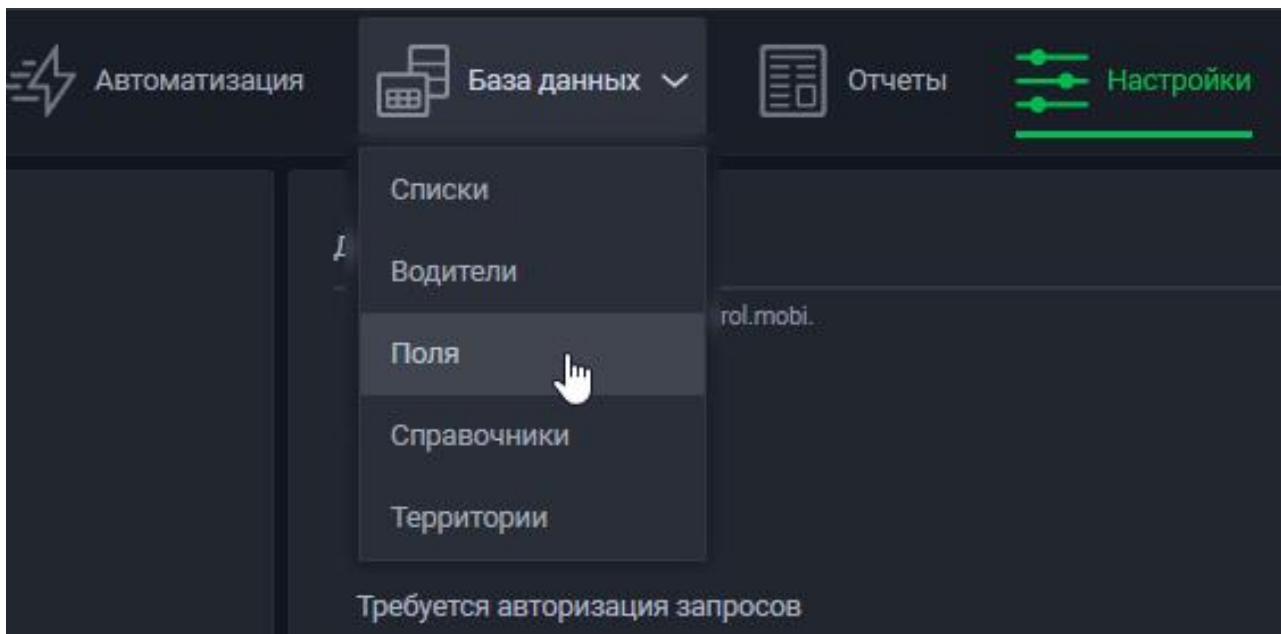 Автоматизация
База данных
Отчеты
Настройки
Списки
Водители
rol.mobi.
Поля
Справочники
Территории
Требуется авторизация запросов